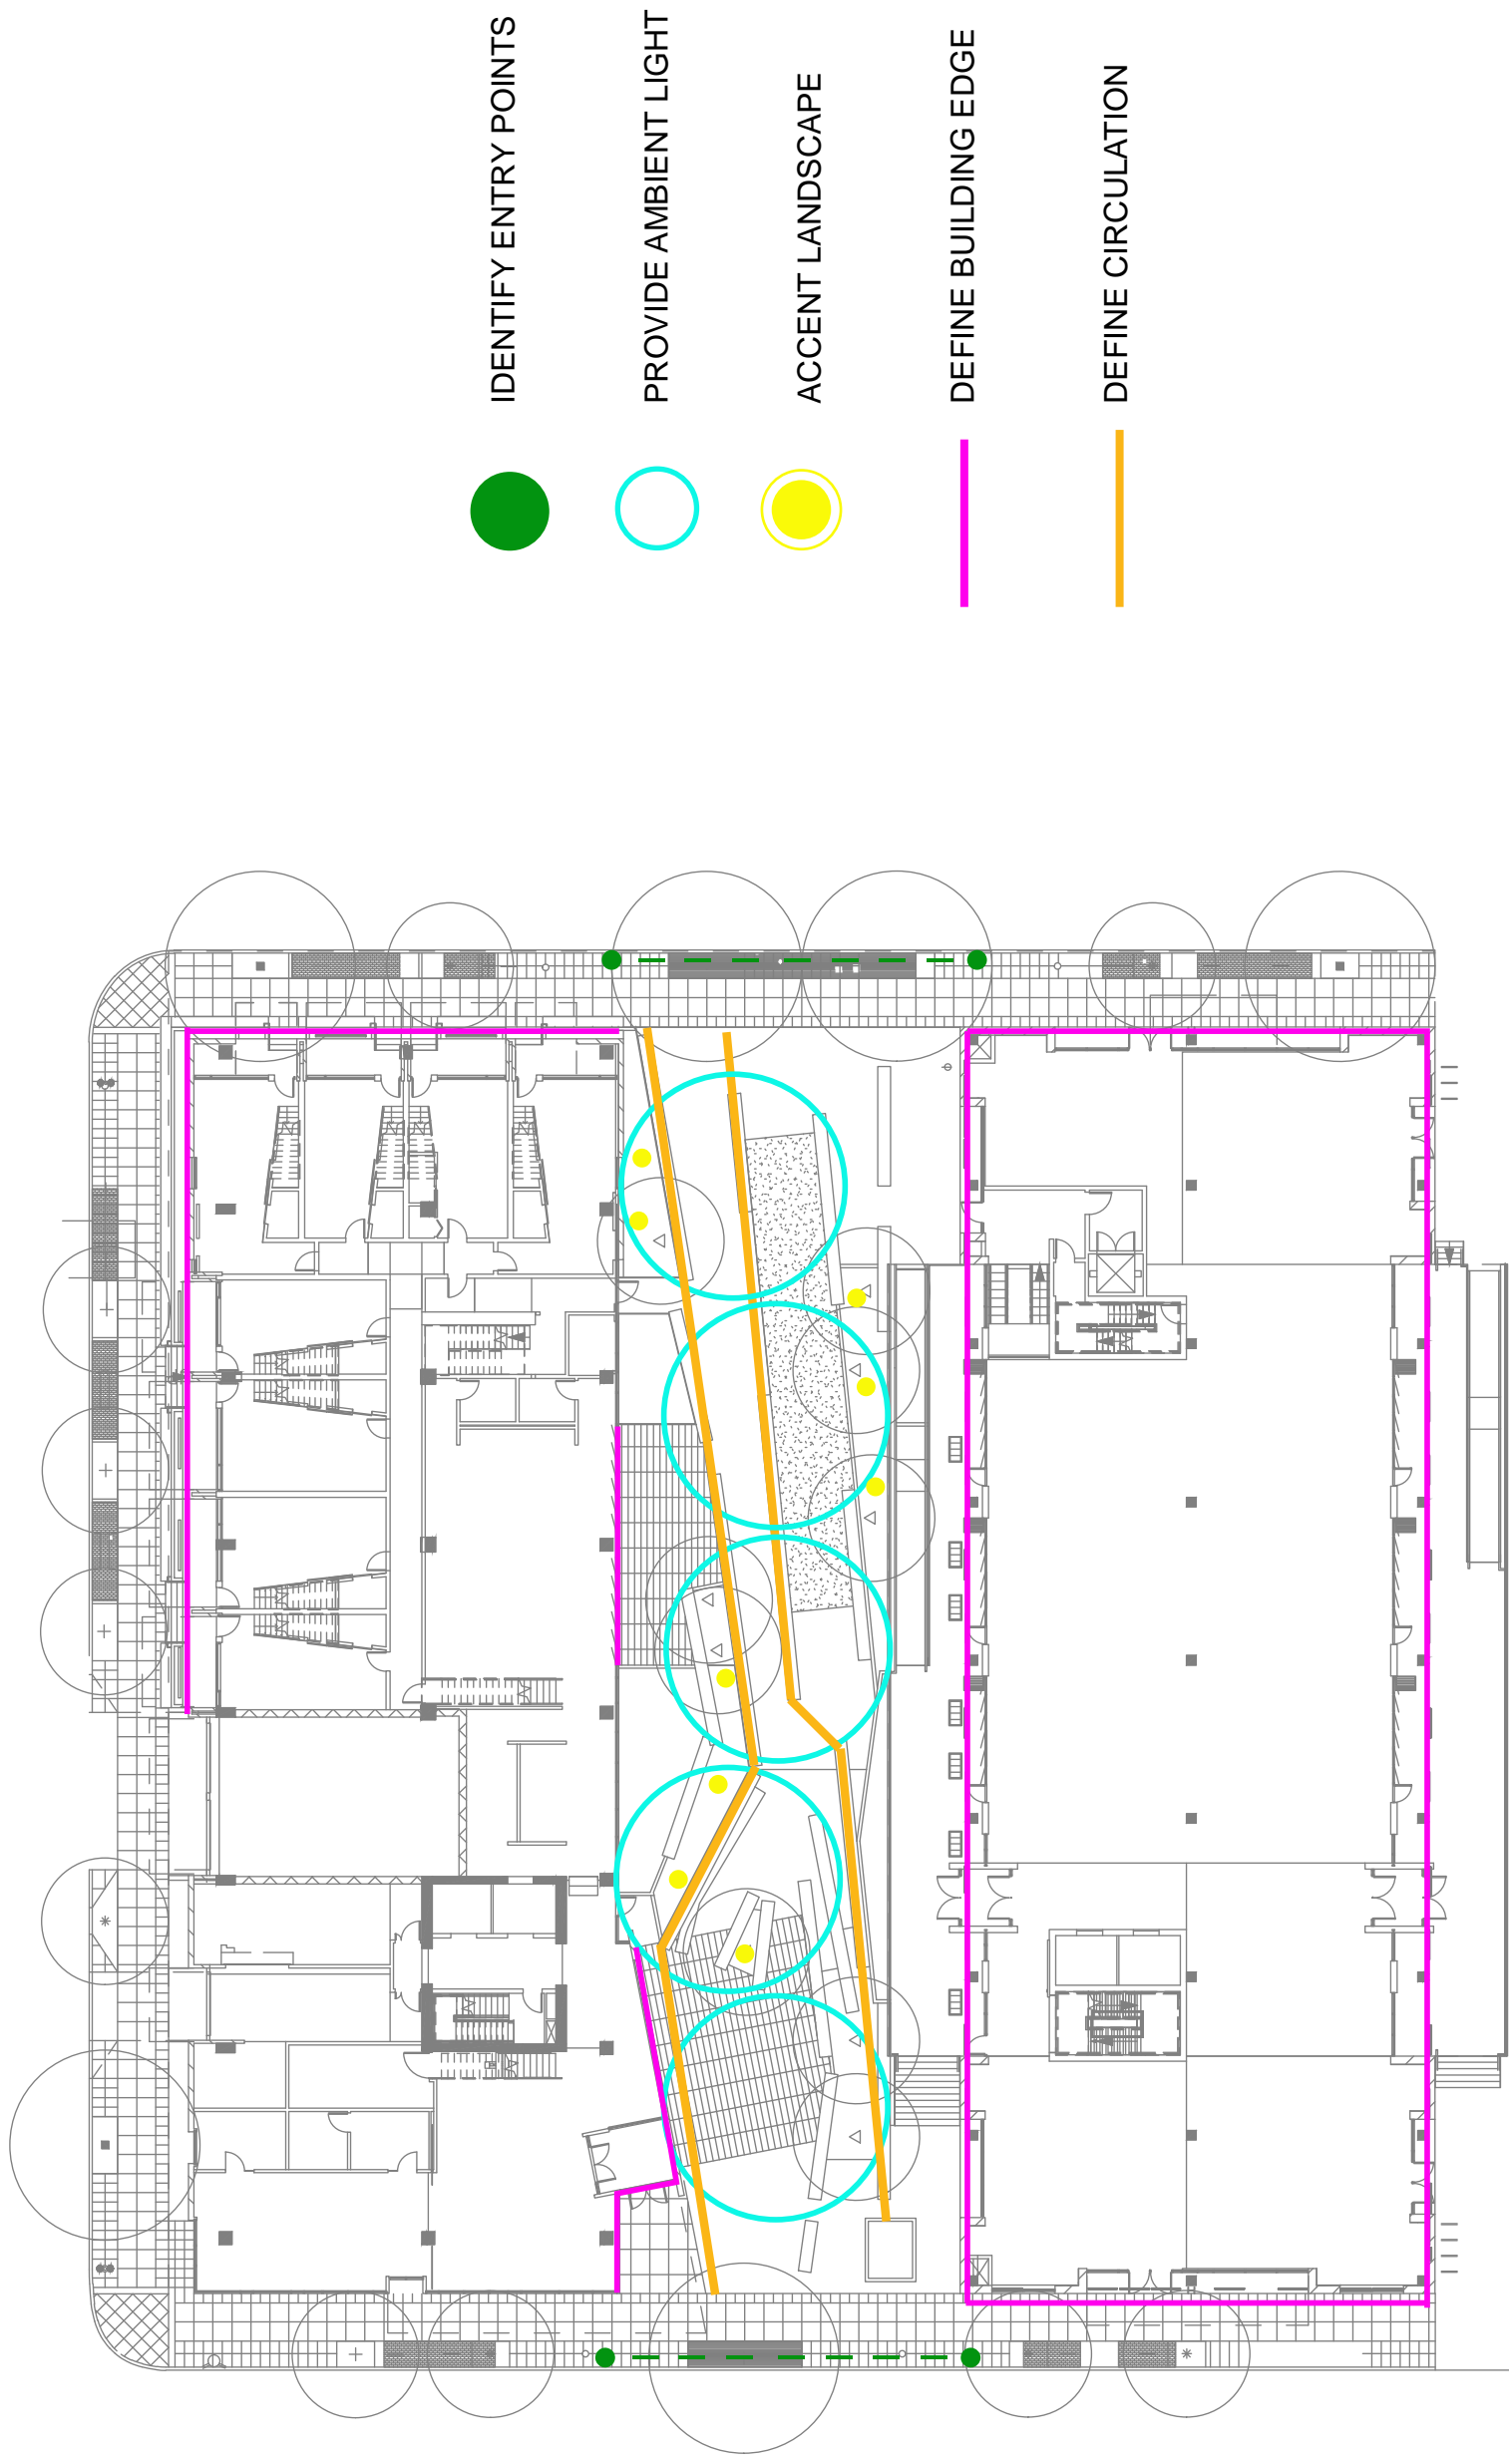 IDENTIFY ENTRY POINTS
PROVIDE AMBIENT LIGHT
ACCENT LANDSCAPE
DEFINE BUILDING EDGE
DEFINE CIRCULATION